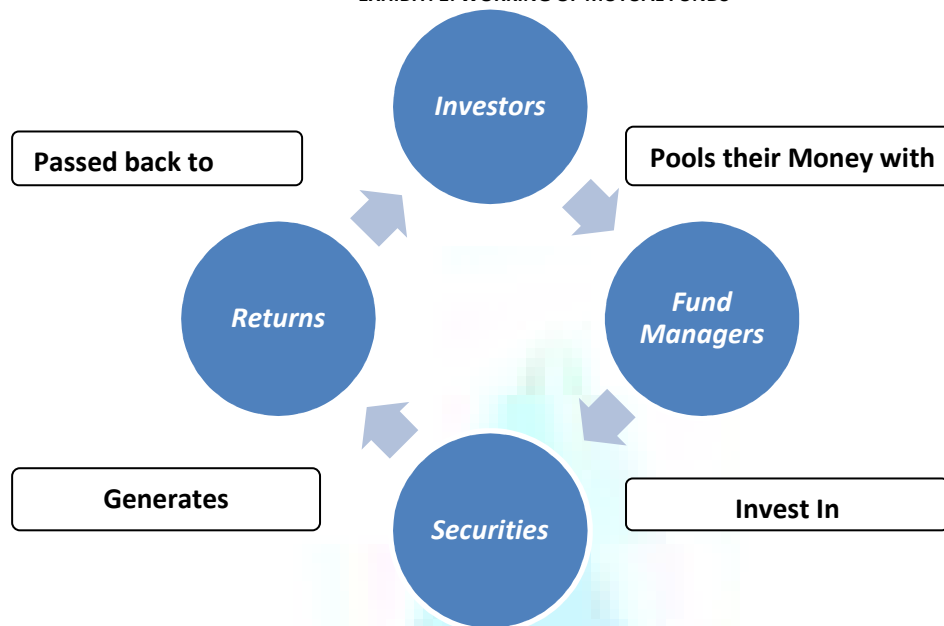 Investors
Passed back to
Pools their Money with
Returns
Fund
Managers
Generates
Invest In
Securities